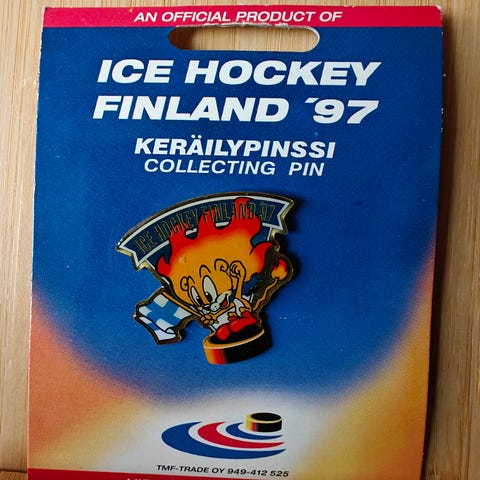 AN OFFICIAL PRODUCT OF
ICE HOCKEY
FINLAND ´97
KERÄILYPINSSI
COLLECTING PIN
ICE HOCKEY FINLAND 97
TMF-TRADE OY 949-412 525